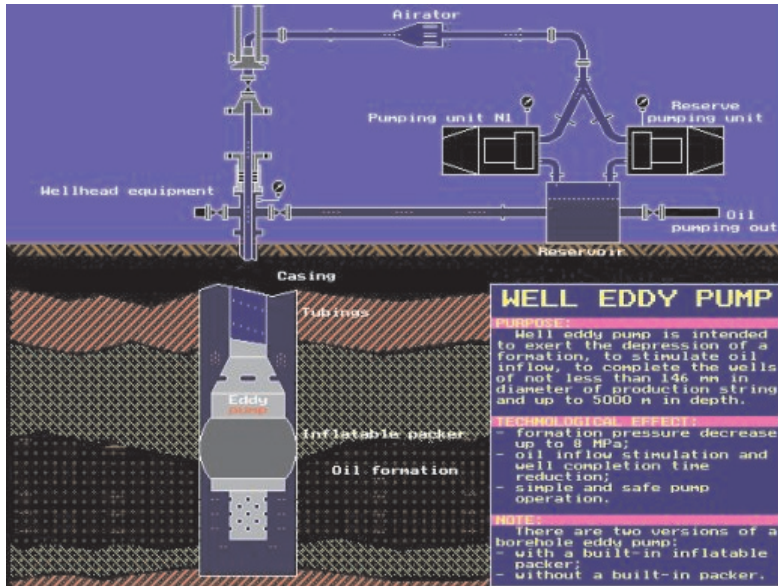 Airator
Pumping unit N1
Reserve
pumping unit
Wellhead equipment
Oil
pumping out
Reservoir
Casing
Tubings
Eddy
pump
Inflatable packer
Oil formation
WELL EDDY PUMP
PURPOSE:
Well eddy pump is intended
to exert the depression of a
formation, to stimulate oil
inflow, to complete the wells
of not less than 146 mm in
diameter of production string
and up to 5000 m in depth.
TECHNOLOGICAL EFFECT:
- formation pressure decrease
up to 8 MPa;
- oil inflow stimulation and
well completion time
reduction;
- simple and safe pump
operation.
NOTE:
There are two versions of a
borehole eddy pump:
- with a built-in inflatable
packer;
- without a built-in packer.